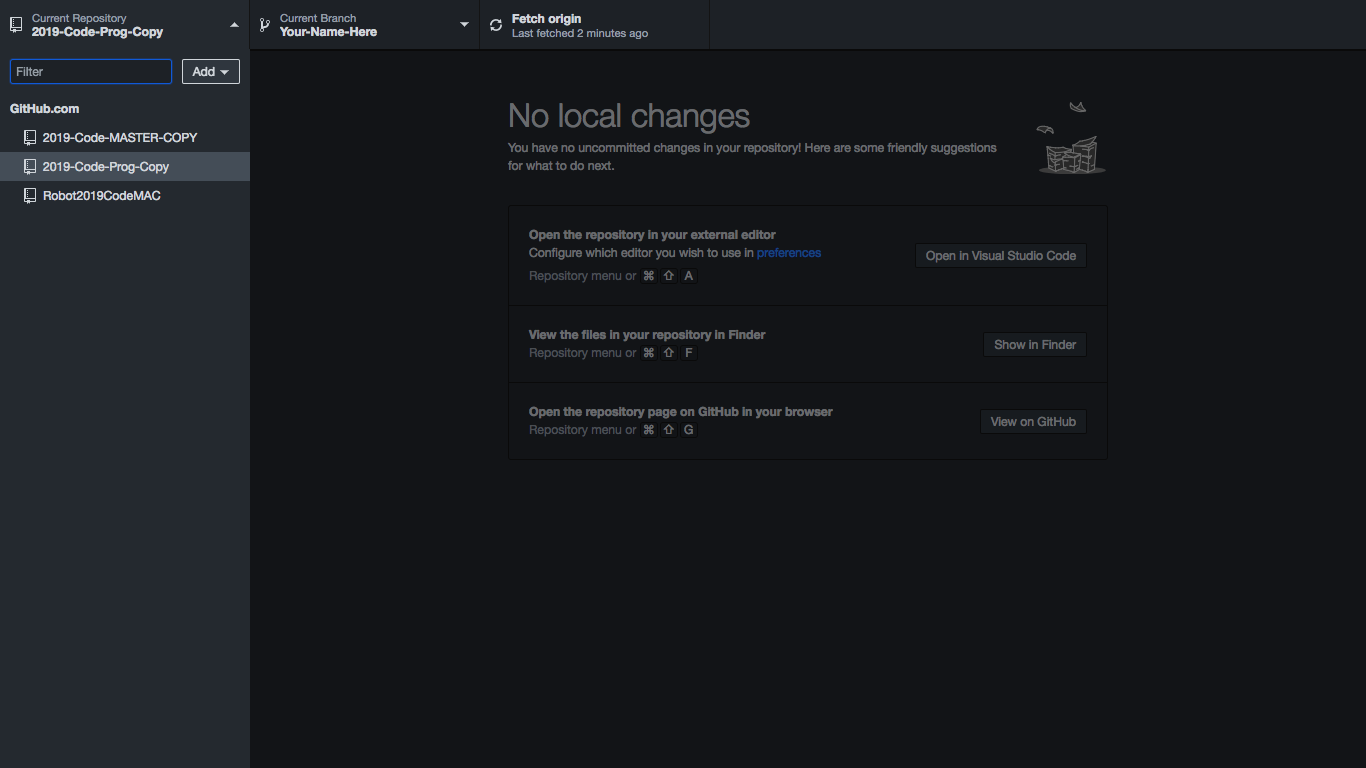 Current Repository
2019-Code-Prog-Copy
Current Branch
Your-Name-Here
Fetch origin
Last fetched 2 minutes ago
Filter
Add
GitHub.com
2019-Code-MASTER-COPY
2019-Code-Prog-Copy
Robot2019CodeMAC
No local changes
You have no uncommitted changes in your repository! Here are some friendly suggestions
for what to do next.
Open the repository in your external editor
Configure which editor you wish to use in preferences
Repository menu or ⌘ ⇧ A
Open in Visual Studio Code
View the files in your repository in Finder
Repository menu or ⌘ ⇧ F
Show in Finder
Open the repository page on GitHub in your browser
Repository menu or ⌘ ⇧ G
View on GitHub